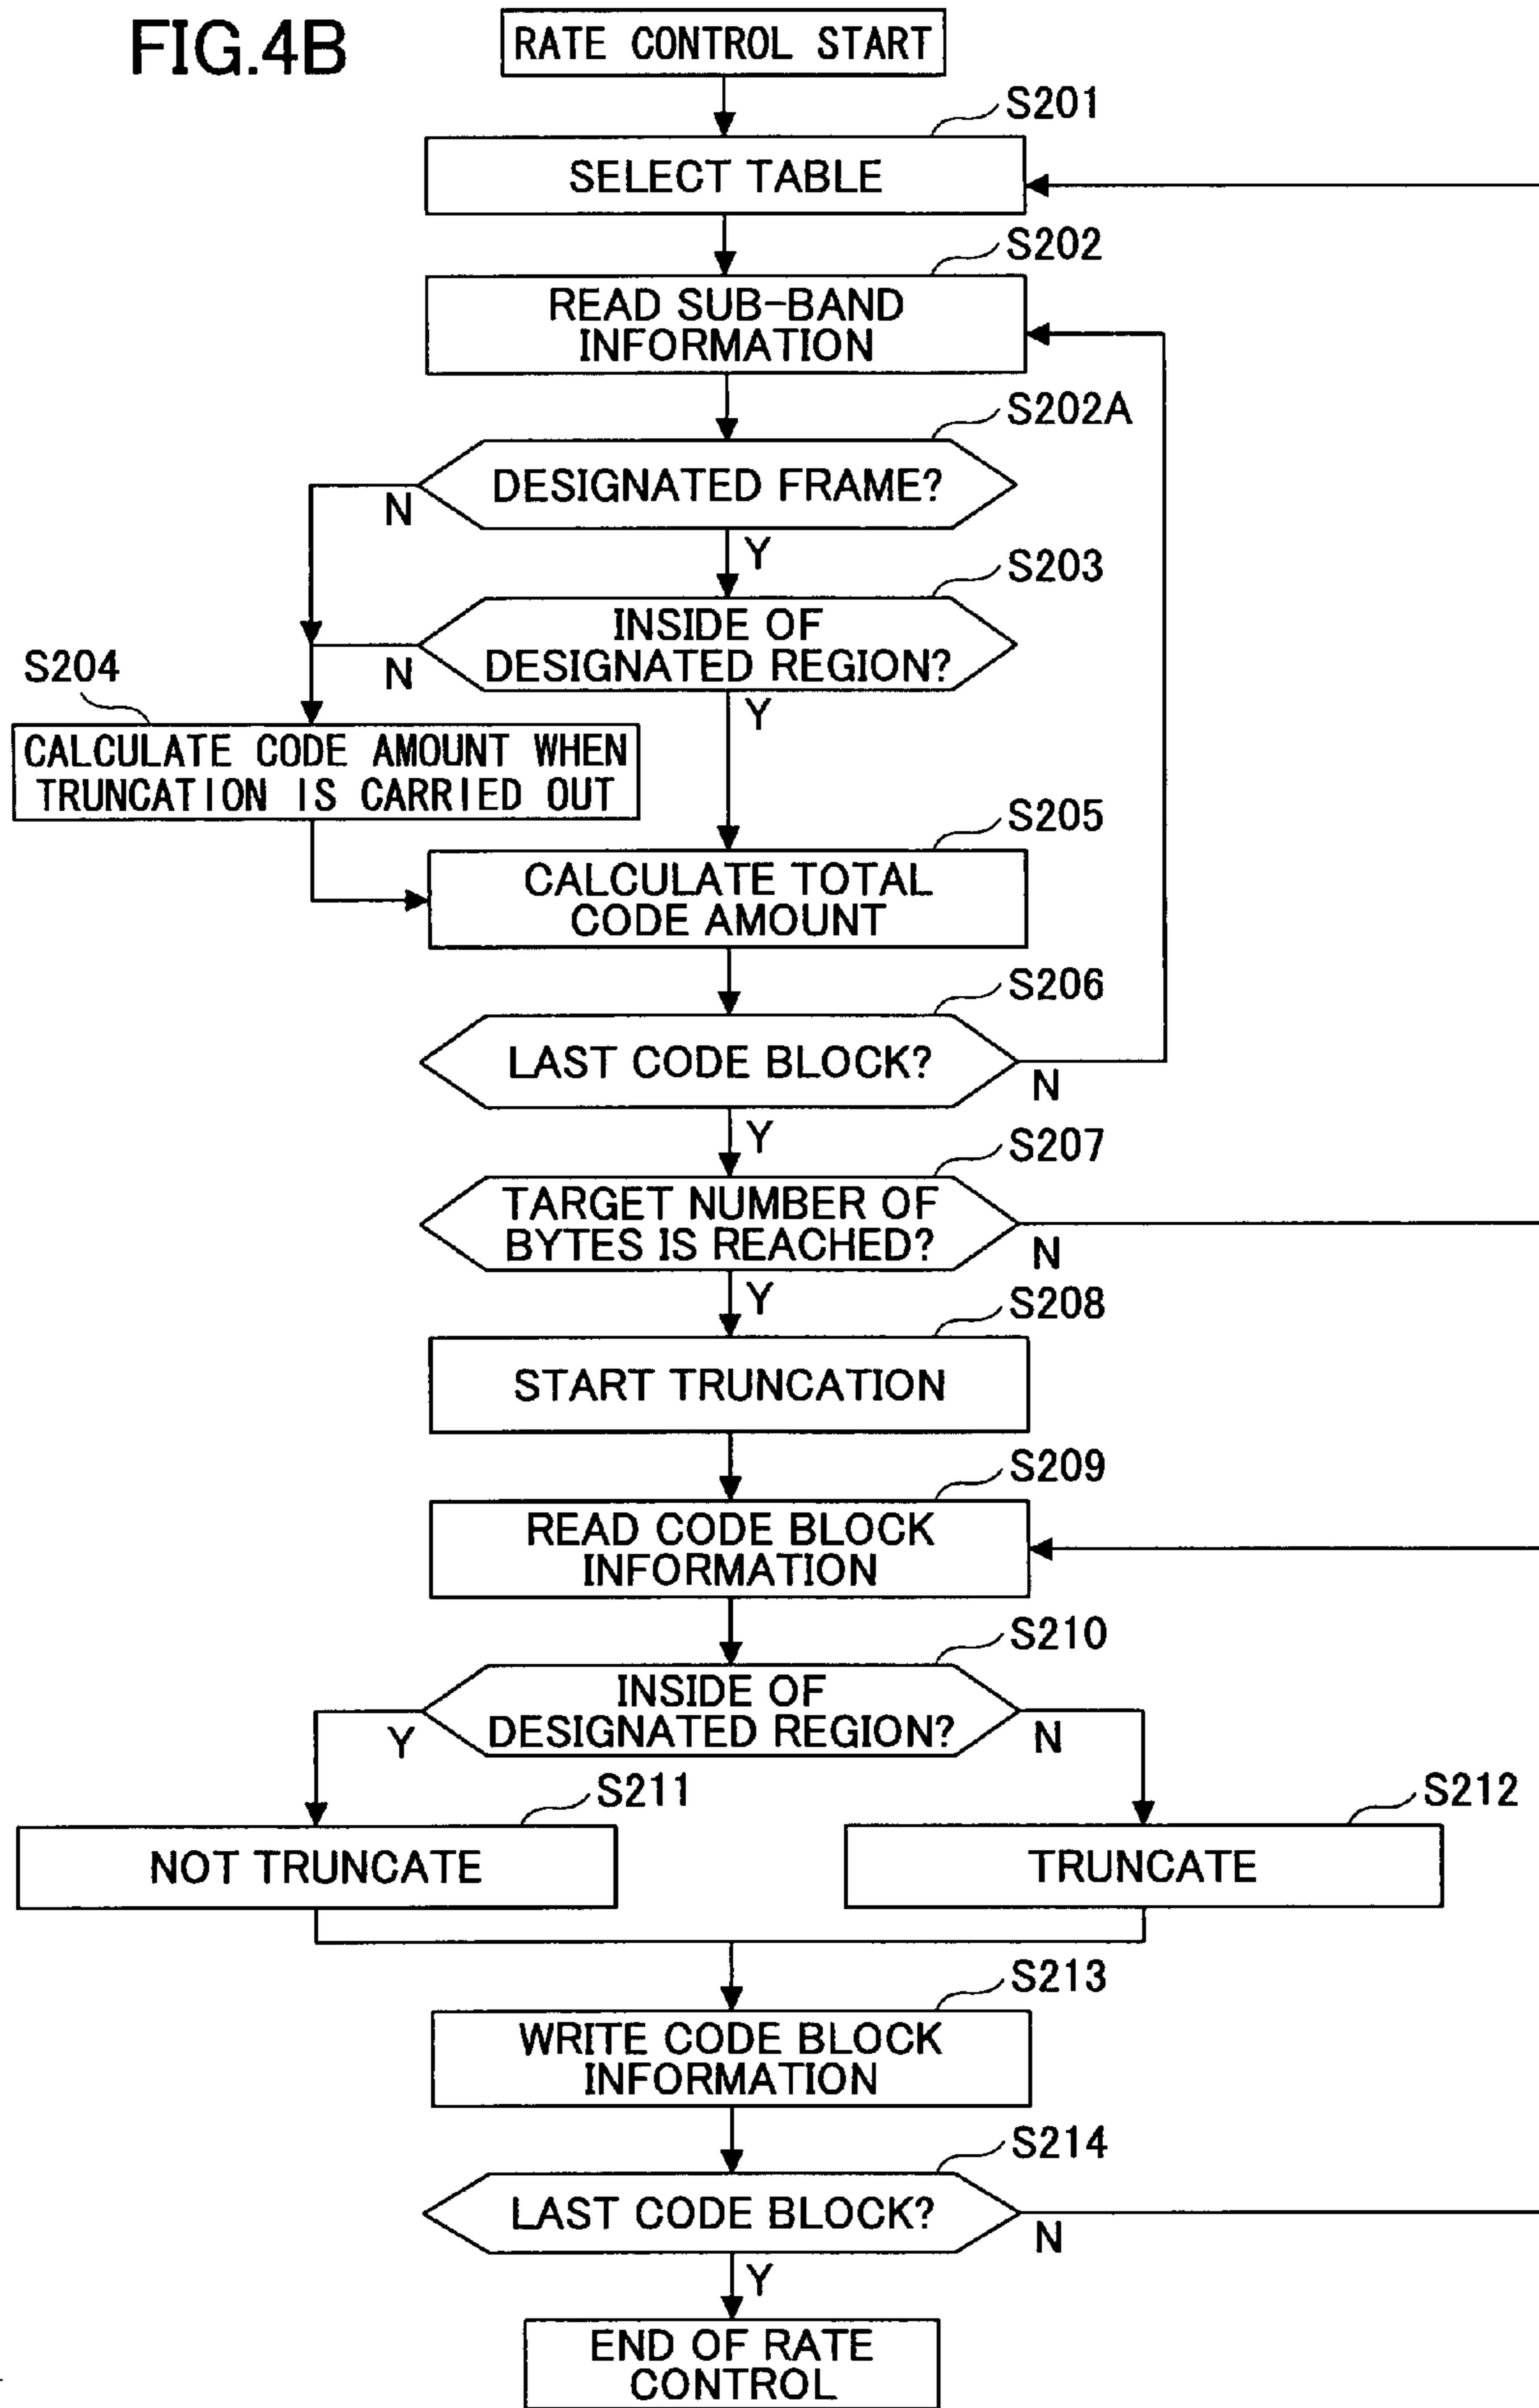 FIG.4B
RATE CONTROL START
S201
SELECT TABLE
S202
READ SUB-BAND
INFORMATION
S202A
DESIGNATED FRAME?
N
Y
S203
INSIDE OF
DESIGNATED REGION?
N
Y
S204
CALCULATE CODE AMOUNT WHEN
TRUNCATION IS CARRIED OUT
S205
CALCULATE TOTAL
CODE AMOUNT
S206
LAST CODE BLOCK?
N
Y
S207
TARGET NUMBER OF
BYTES IS REACHED?
N
Y
S208
START TRUNCATION
S209
READ CODE BLOCK
INFORMATION
S210
INSIDE OF
DESIGNATED REGION?
Y
N
S211
NOT TRUNCATE
S212
TRUNCATE
S213
WRITE CODE BLOCK
INFORMATION
S214
LAST CODE BLOCK?
N
Y
END OF RATE
CONTROL